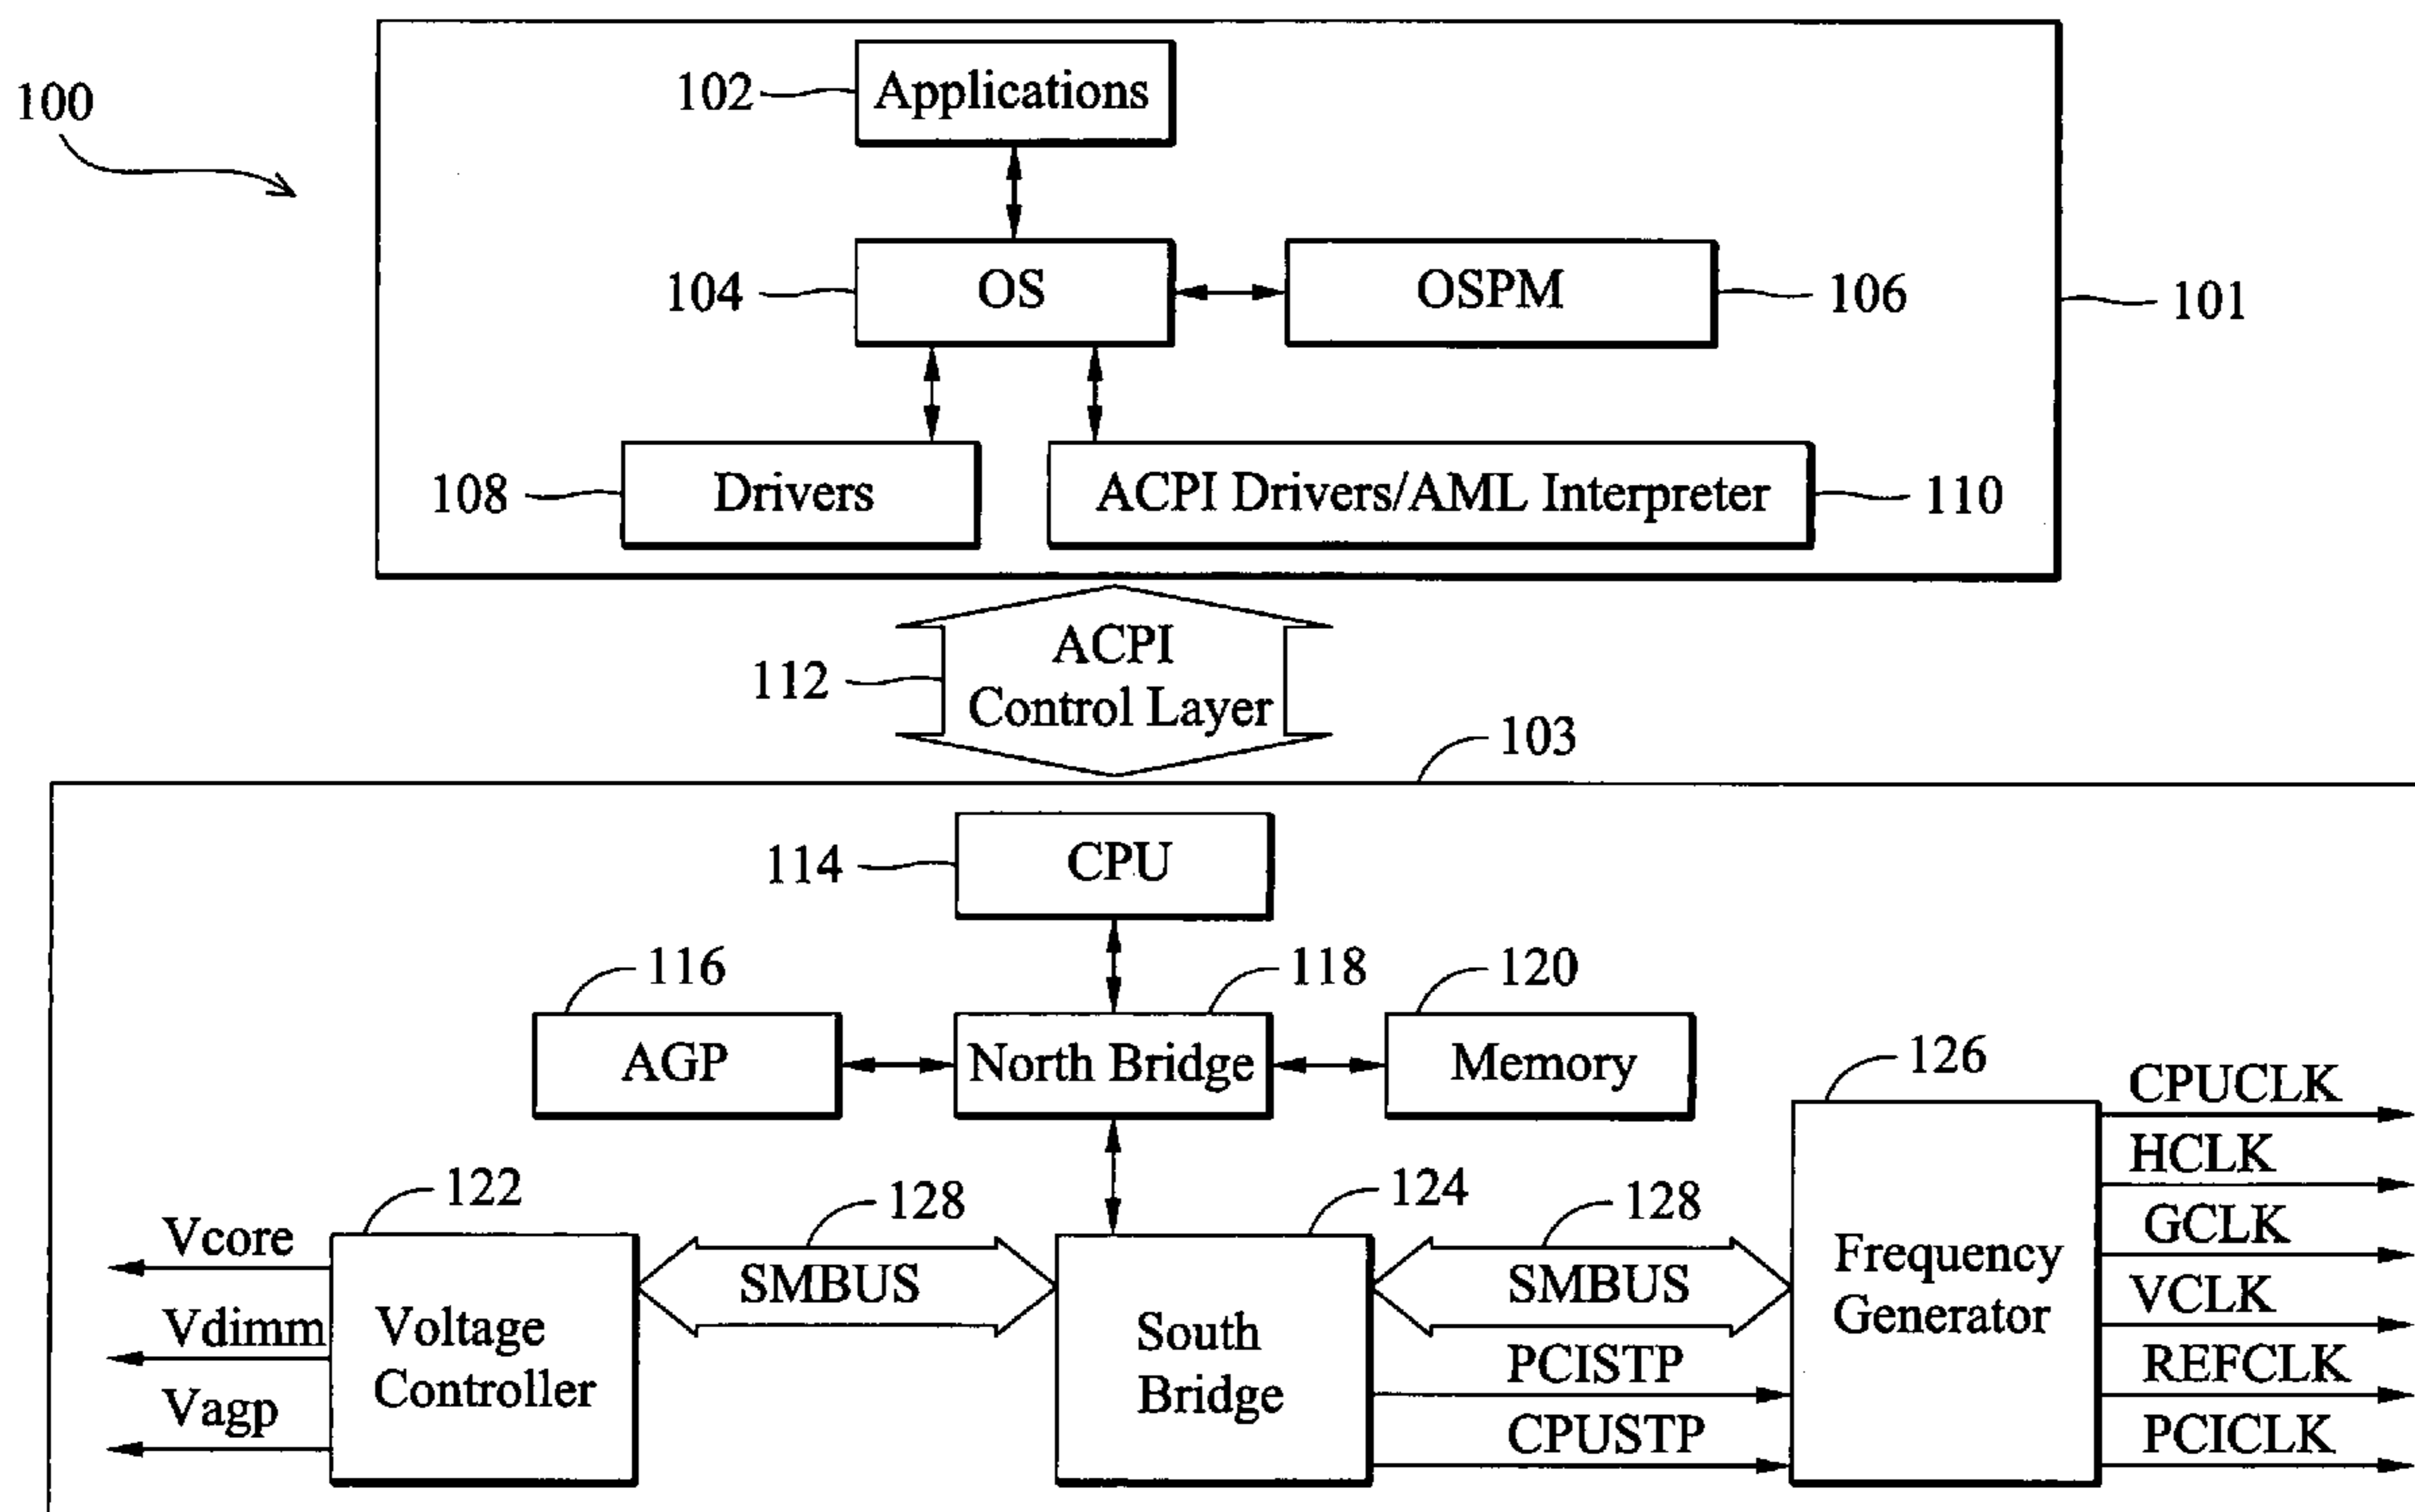 100
102
Applications
104
OS
OSPM
106
101
108
Drivers
ACPI Drivers/AML Interpreter
110
112
ACPI
Control Layer
103
114
CPU
116
118
120
AGP
North Bridge
Memory
126
CPUCLK
HCLK
GCLK
VCLK
REFCLK
PCICLK
122
128
124
128
Vcore
Vdimm
Vagp
Voltage
Controller
SMBUS
South
Bridge
SMBUS
PCISTP
CPUSTP
Frequency
Generator